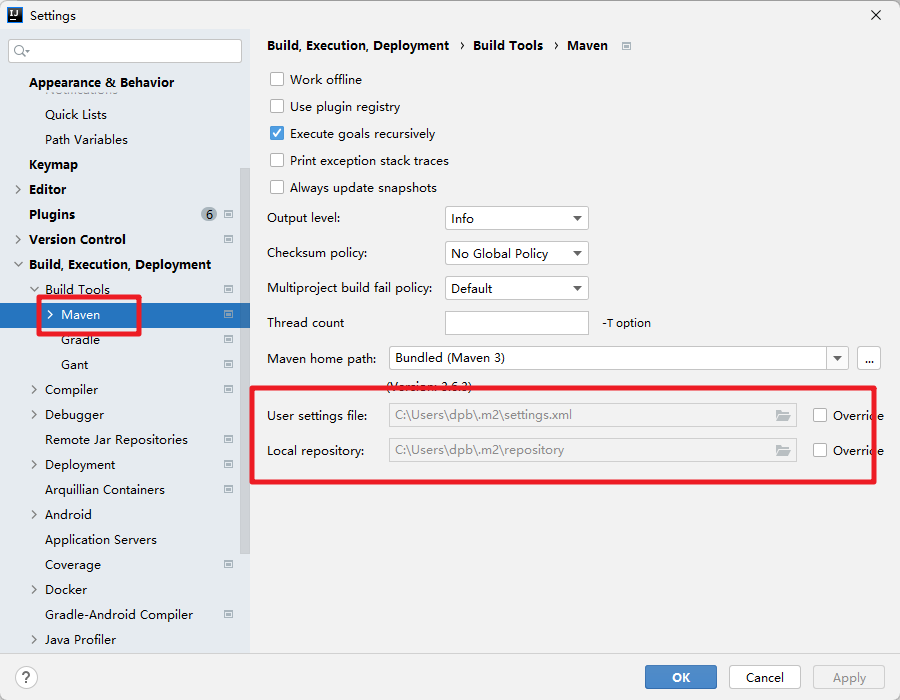 Settings
Appearance & Behavior
Notifications
Quick Lists
Path Variables
Keymap
Editor
Plugins 6
Version Control
Build, Execution, Deployment
Build Tools
Maven
Gradle
Gant
Compiler
Debugger
Remote Jar Repositories
Deployment
Arquillian Containers
Android
Application Servers
Coverage
Docker
Gradle-Android Compiler
Java Profiler
Build, Execution, Deployment › Build Tools › Maven
Work offline
Use plugin registry
Execute goals recursively
Print exception stack traces
Always update snapshots
Output level: Info
Checksum policy: No Global Policy
Multiproject build fail policy: Default
Thread count -T option
Maven home path: Bundled (Maven 3) ...
(Version: 3.6.3)
User settings file: C:\Users\dpb\.m2\settings.xml Override
Local repository: C:\Users\dpb\.m2\repository Override
? OK Cancel Apply